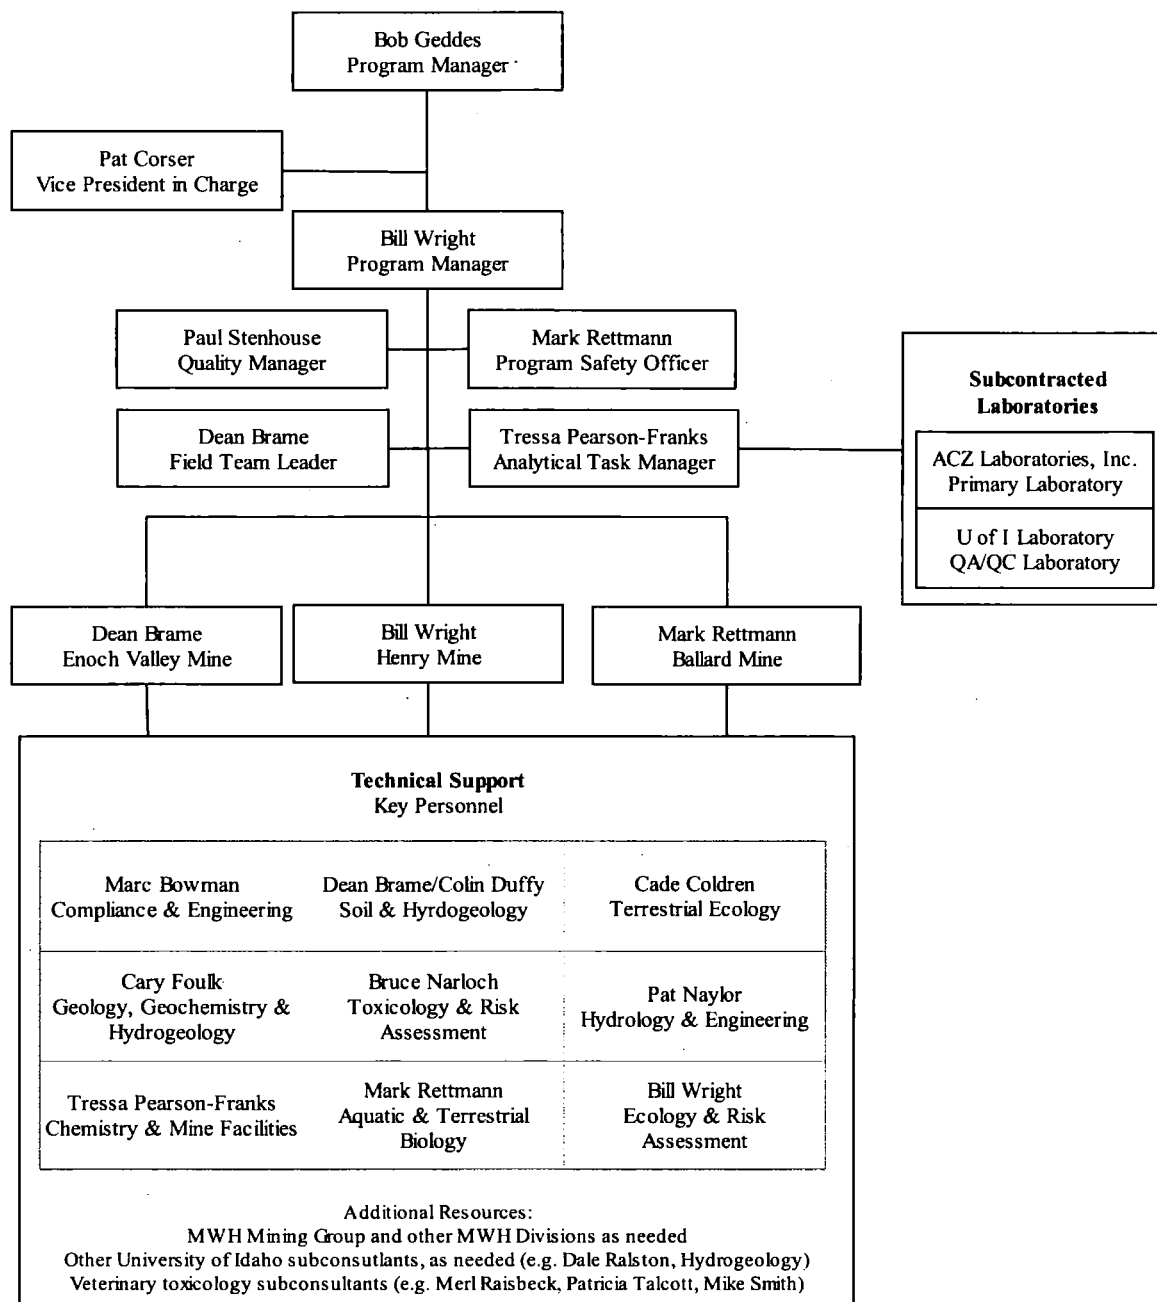 Bob Geddes
Program Manager
Pat Corser
Vice President in Charge
Bill Wright
Program Manager
Paul Stenhouse
Quality Manager
Mark Rettmann
Program Safety Officer
Dean Brame
Field Team Leader
Tressa Pearson-Franks
Analytical Task Manager
Subcontracted
Laboratories
ACZ Laboratories, Inc.
Primary Laboratory
U of I Laboratory
QA/QC Laboratory
Dean Brame
Enoch Valley Mine
Bill Wright
Henry Mine
Mark Rettmann
Ballard Mine
Technical Support
Key Personnel
Marc Bowman
Compliance & Engineering
Dean Brame/Colin Duffy
Soil & Hyrdogeology
Cade Coldren
Terrestrial Ecology
Cary Foulk
Geology, Geochemistry &
Hydrogeology
Bruce Narloch
Toxicology & Risk
Assessment
Pat Naylor
Hydrology & Engineering
Tressa Pearson-Franks
Chemistry & Mine Facilities
Mark Rettmann
Aquatic & Terrestrial
Biology
Bill Wright
Ecology & Risk
Assessment
Additional Resources:
MWH Mining Group and other MWH Divisions as needed
Other University of Idaho subconsutlants, as needed (e.g. Dale Ralston, Hydrogeology)
Veterinary toxicology subconsultants (e.g. Merl Raisbeck, Patricia Talcott, Mike Smith)